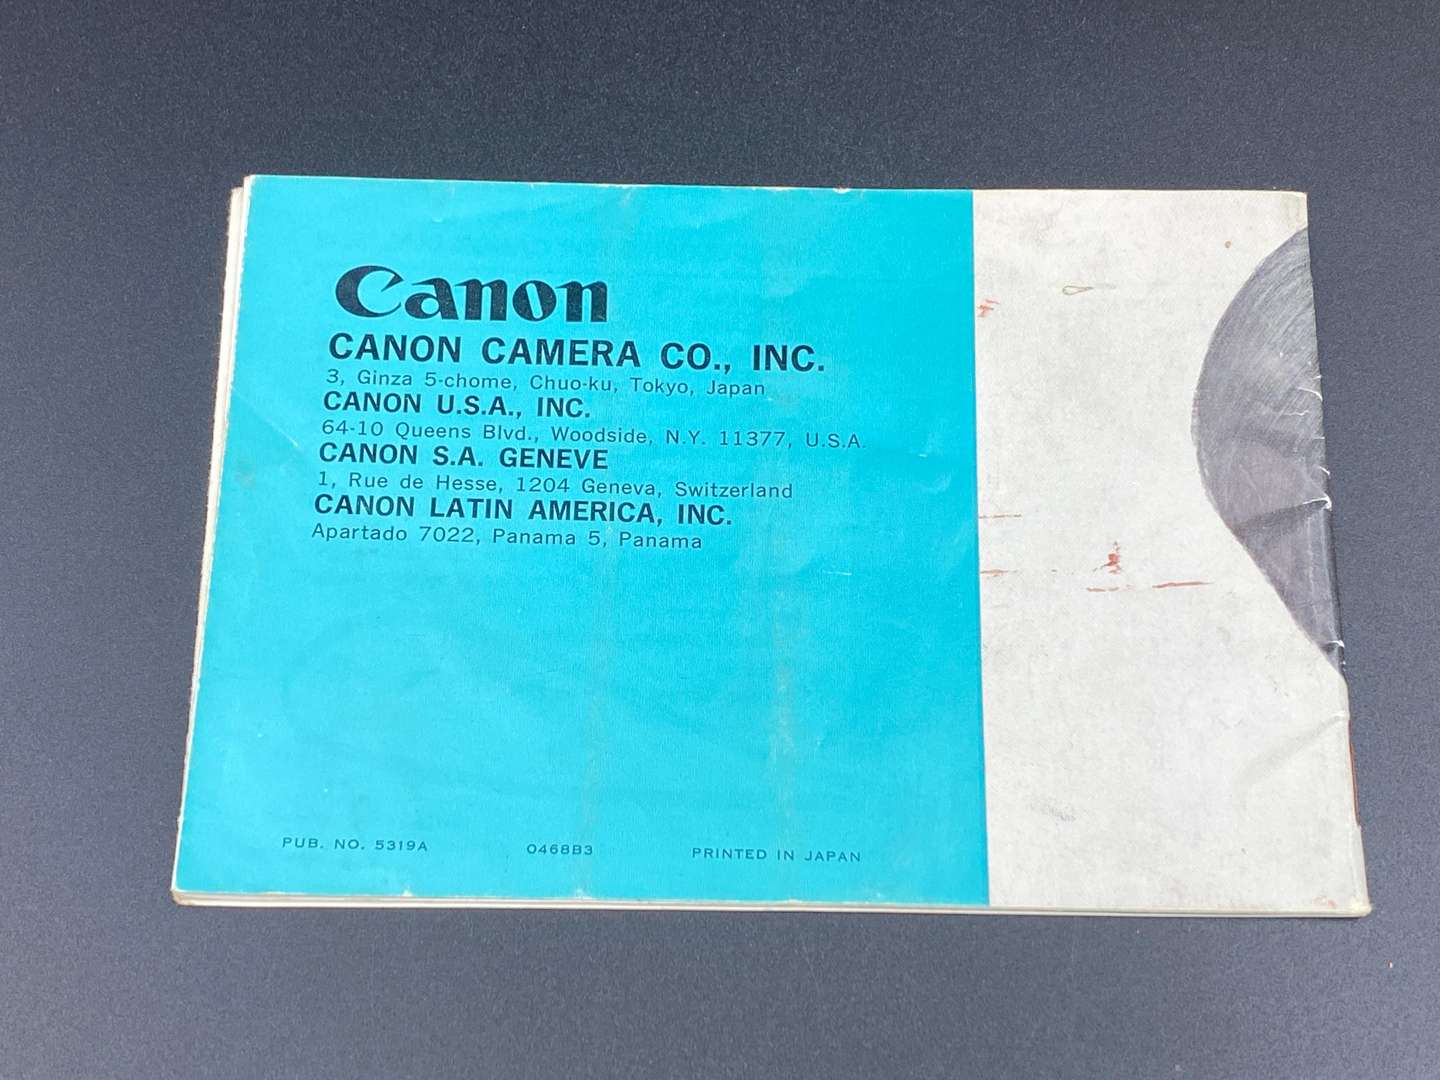 Canon
CANON CAMERA CO., INC.
3, Ginza 5-chome, Chuo-ku, Tokyo, Japan
CANON U.S.A., INC.
64-10 Queens Blvd., Woodside, N.Y. 11377, U.S.A.
CANON S.A. GENEVE
1, Rue de Hesse, 1204 Geneva, Switzerland
CANON LATIN AMERICA, INC.
Apartado 7022, Panama 5, Panama
PUB. NO. 5319A 0468B3 PRINTED IN JAPAN